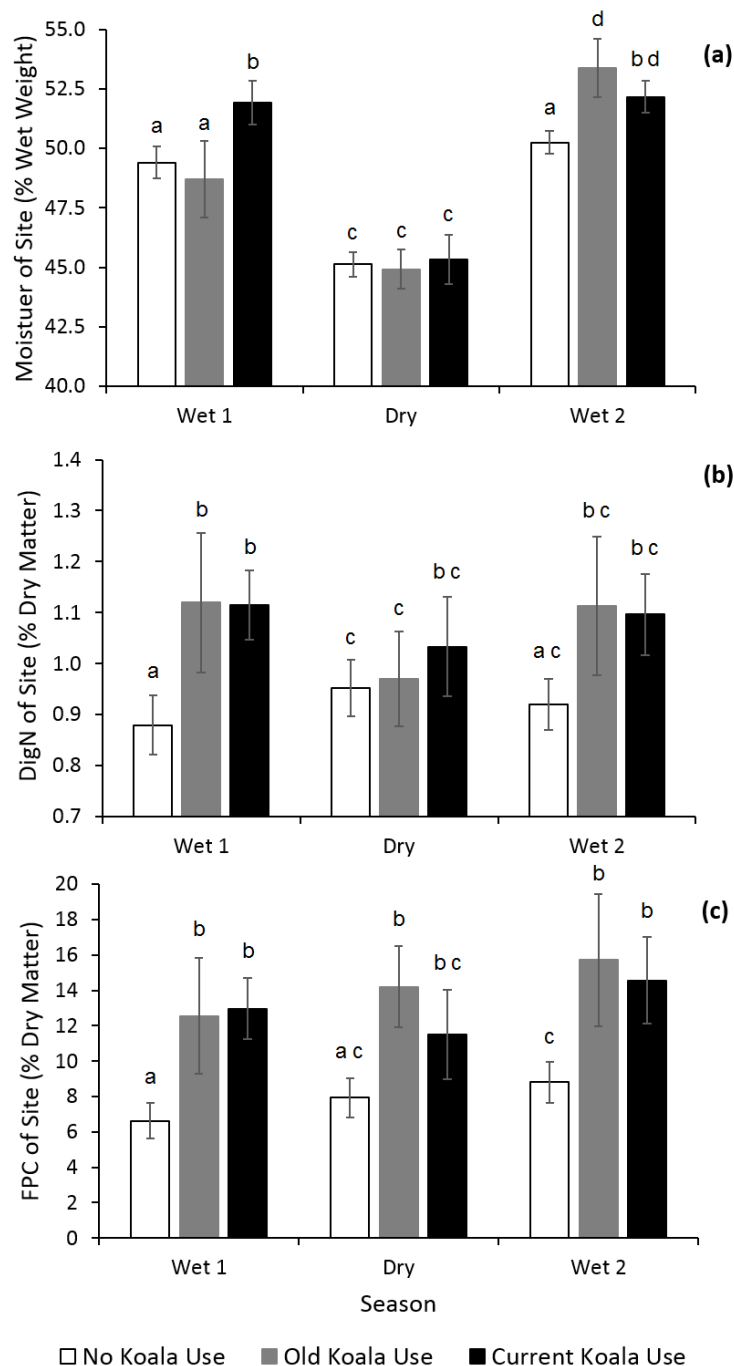 55.0
(a)
d
b
b d
52.5
a
a
a
50.0
47.5
c
c
c
45.0
42.5
40.0
Moistuer of Site (% Wet Weight)
Wet 1
Dry
Wet 2
1.4
(b)
1.3
b
b
b c
b c
1.2
b c
1.1
c
c
a c
1.0
a
0.9
0.8
0.7
DigN of Site (% Dry Matter)
Wet 1
Dry
Wet 2
20
b
(c)
18
b
b
b
b
16
b c
14
12
a c
c
10
a
8
6
4
2
0
FPC of Site (% Dry Matter)
Wet 1
Dry
Wet 2
Season
No Koala Use
Old Koala Use
Current Koala Use